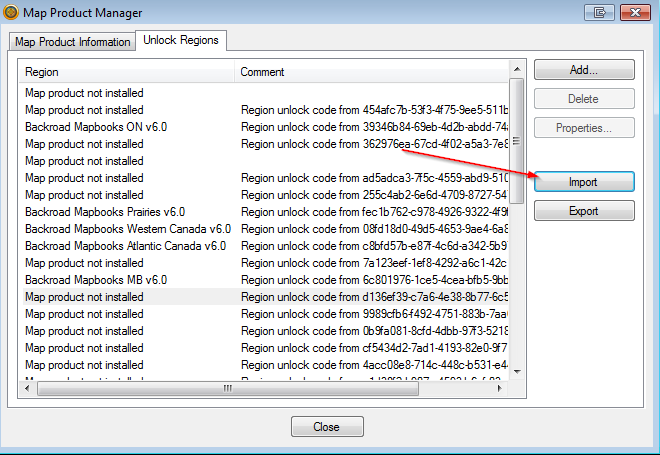 Map Product Manager
Map Product Information
Unlock Regions
Region Comment
Map product not installed
Map product not installed Region unlock code from 454afc7b-53f3-4f75-9ee5-511b
Backroad Mapbooks ON v6.0 Region unlock code from 39346b84-69eb-4d2b-abdd-74a
Map product not installed Region unlock code from 362976ea-67cd-4f02-a5a3-7e8
Map product not installed
Map product not installed Region unlock code from ad5adca3-7f5c-4559-abd9-510
Map product not installed Region unlock code from 255c4ab2-6e6d-4709-8727-547
Backroad Mapbooks Prairies v6.0 Region unlock code from fec1b762-c978-4926-9322-4f9f
Backroad Mapbooks Western Canada v6.0 Region unlock code from 08fd18d0-49d5-4653-9ae4-6a8
Backroad Mapbooks Atlantic Canada v6.0 Region unlock code from c8bfd57b-e87f-4c6d-a342-5b9
Map product not installed Region unlock code from 7a123eef-1ef8-4292-a6c1-42c
Backroad Mapbooks MB v6.0 Region unlock code from 6c801976-1ce5-4cea-bfb5-9bb
Map product not installed Region unlock code from d136ef39-c7a6-4e38-8b77-6c5
Map product not installed Region unlock code from 9989cfb6-f492-4751-883b-7aa
Map product not installed Region unlock code from 0b9fa081-8cfd-4dbb-97f3-5218
Map product not installed Region unlock code from cf5434d2-7ad1-4193-82e0-9f7
Map product not installed Region unlock code from 4acc08e8-714c-448c-b531-e4
Map product not installed Region unlock code from
Add...
Delete
Properties...
Import
Export
Close